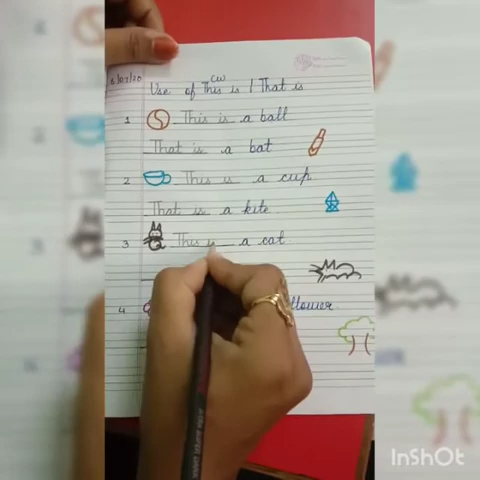 CW
Use of This is / That is
1 This is a ball
That is a bat
2 This is a cup
That is a kite
3 This is a cat
4 flower
InShOt